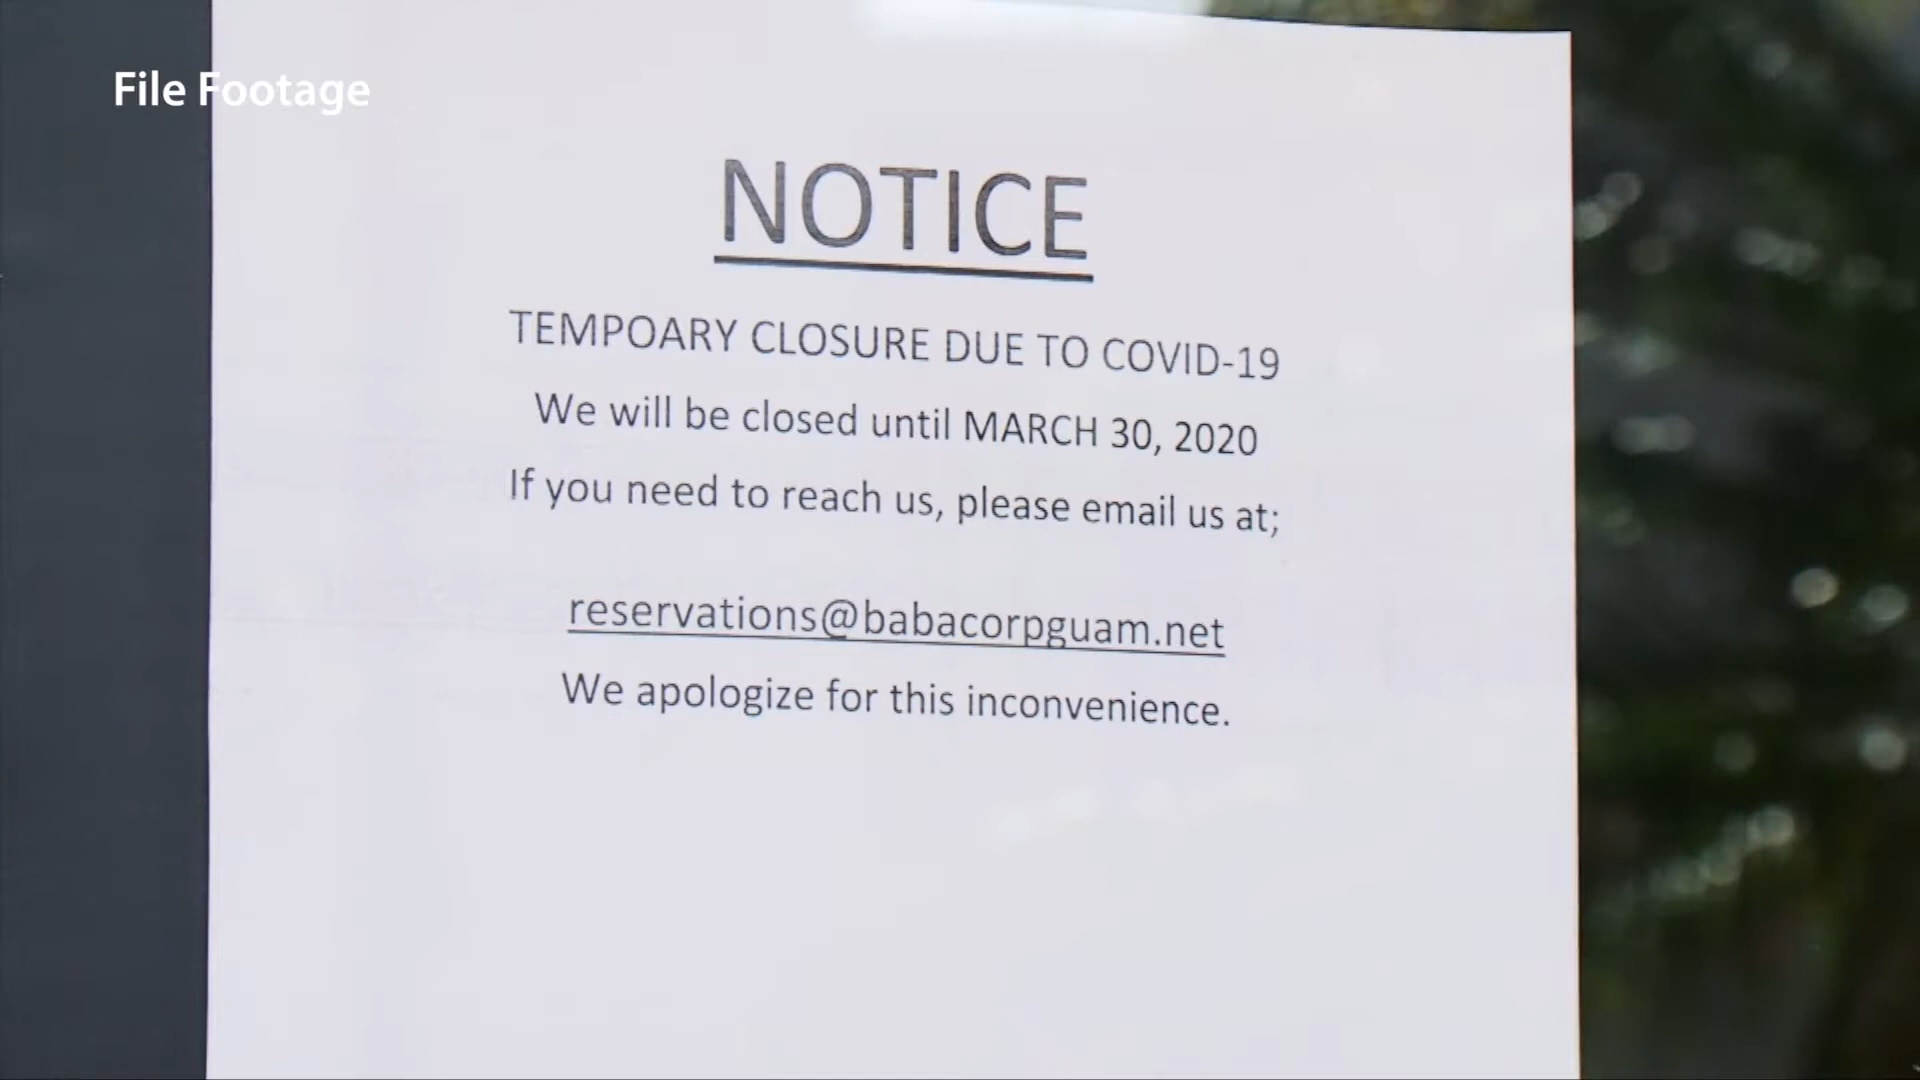 File Footage
NOTICE
TEMPOARY CLOSURE DUE TO COVID-19
We will be closed until MARCH 30, 2020
If you need to reach us, please email us at;
reservations@babacorpguam.net
We apologize for this inconvenience.